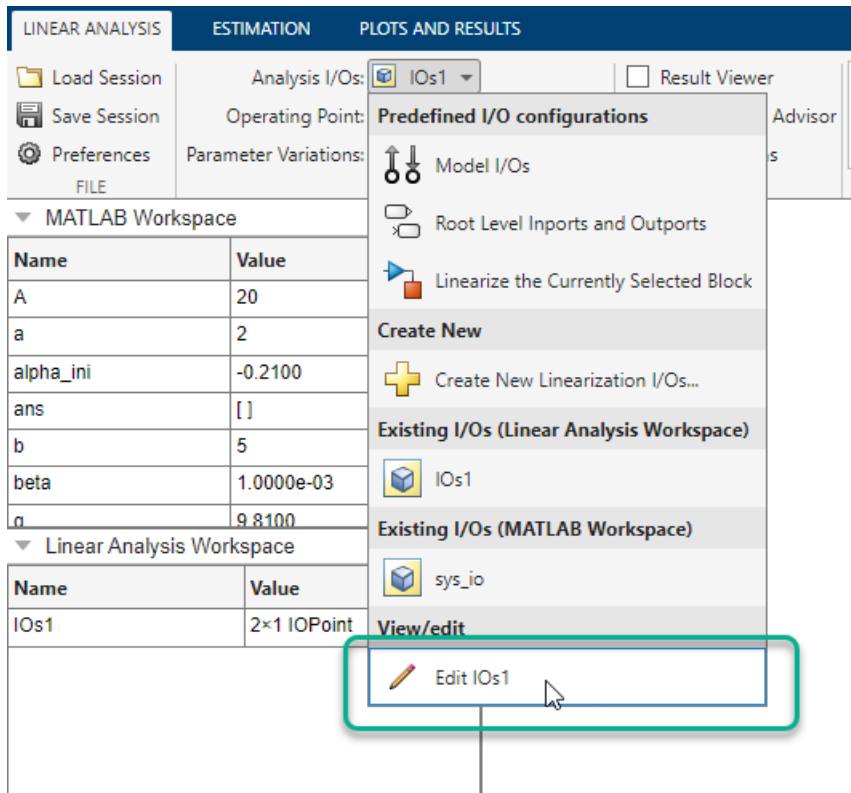 LINEAR ANALYSIS ESTIMATION PLOTS AND RESULTS
Load Session Analysis I/Os: IOs1 Result Viewer
Save Session Operating Point: Advisor
Preferences Parameter Variations:
FILE
MATLAB Workspace
Name Value
A 20
a 2
alpha_ini -0.2100
ans [ ]
b 5
beta 1.0000e-03
9.8100
Linear Analysis Workspace
Name Value
IOs1 2×1 IOPoint
Predefined I/O configurations
Model I/Os
Root Level Inports and Outports
Linearize the Currently Selected Block
Create New
Create New Linearization I/Os...
Existing I/Os (Linear Analysis Workspace)
IOs1
Existing I/Os (MATLAB Workspace)
sys_io
View/edit
Edit IOs1